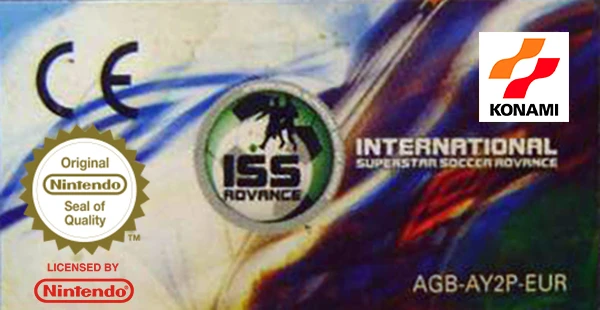 CE
KONAMI
ISS
ADVANCE
INTERNATIONAL
SUPERSTAR SOCCER ADVANCE
Original
Nintendo
Seal of
Quality
TM
LICENSED BY
Nintendo
AGB-AY2P-EUR